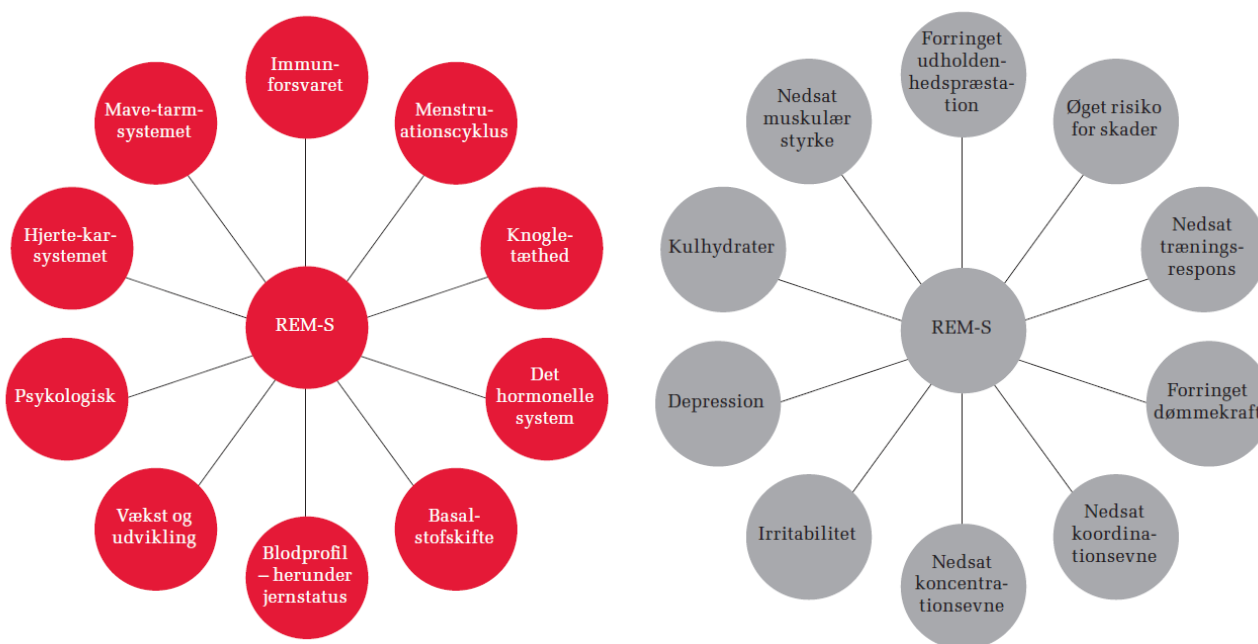 Immun-
forsvaret
Menstru-
ationscyklus
Knogle-
tæthed
Det
hormonelle
system
Basal-
stofskifte
Blodprofil
– herunder
jernstatus
Vækst og
udvikling
Psykologisk
Hjerte-kar-
systemet
Mave-tarm-
systemet
REM-S
Forringet
udholden-
hedspræsta-
tion
Øget risiko
for skader
Nedsat
trænings-
respons
Forringet
dømmekraft
Nedsat
koordina-
tionsevne
Nedsat
koncentra-
tionsevne
Irritabilitet
Depression
Kulhydrater
Nedsat
muskulær
styrke
REM-S